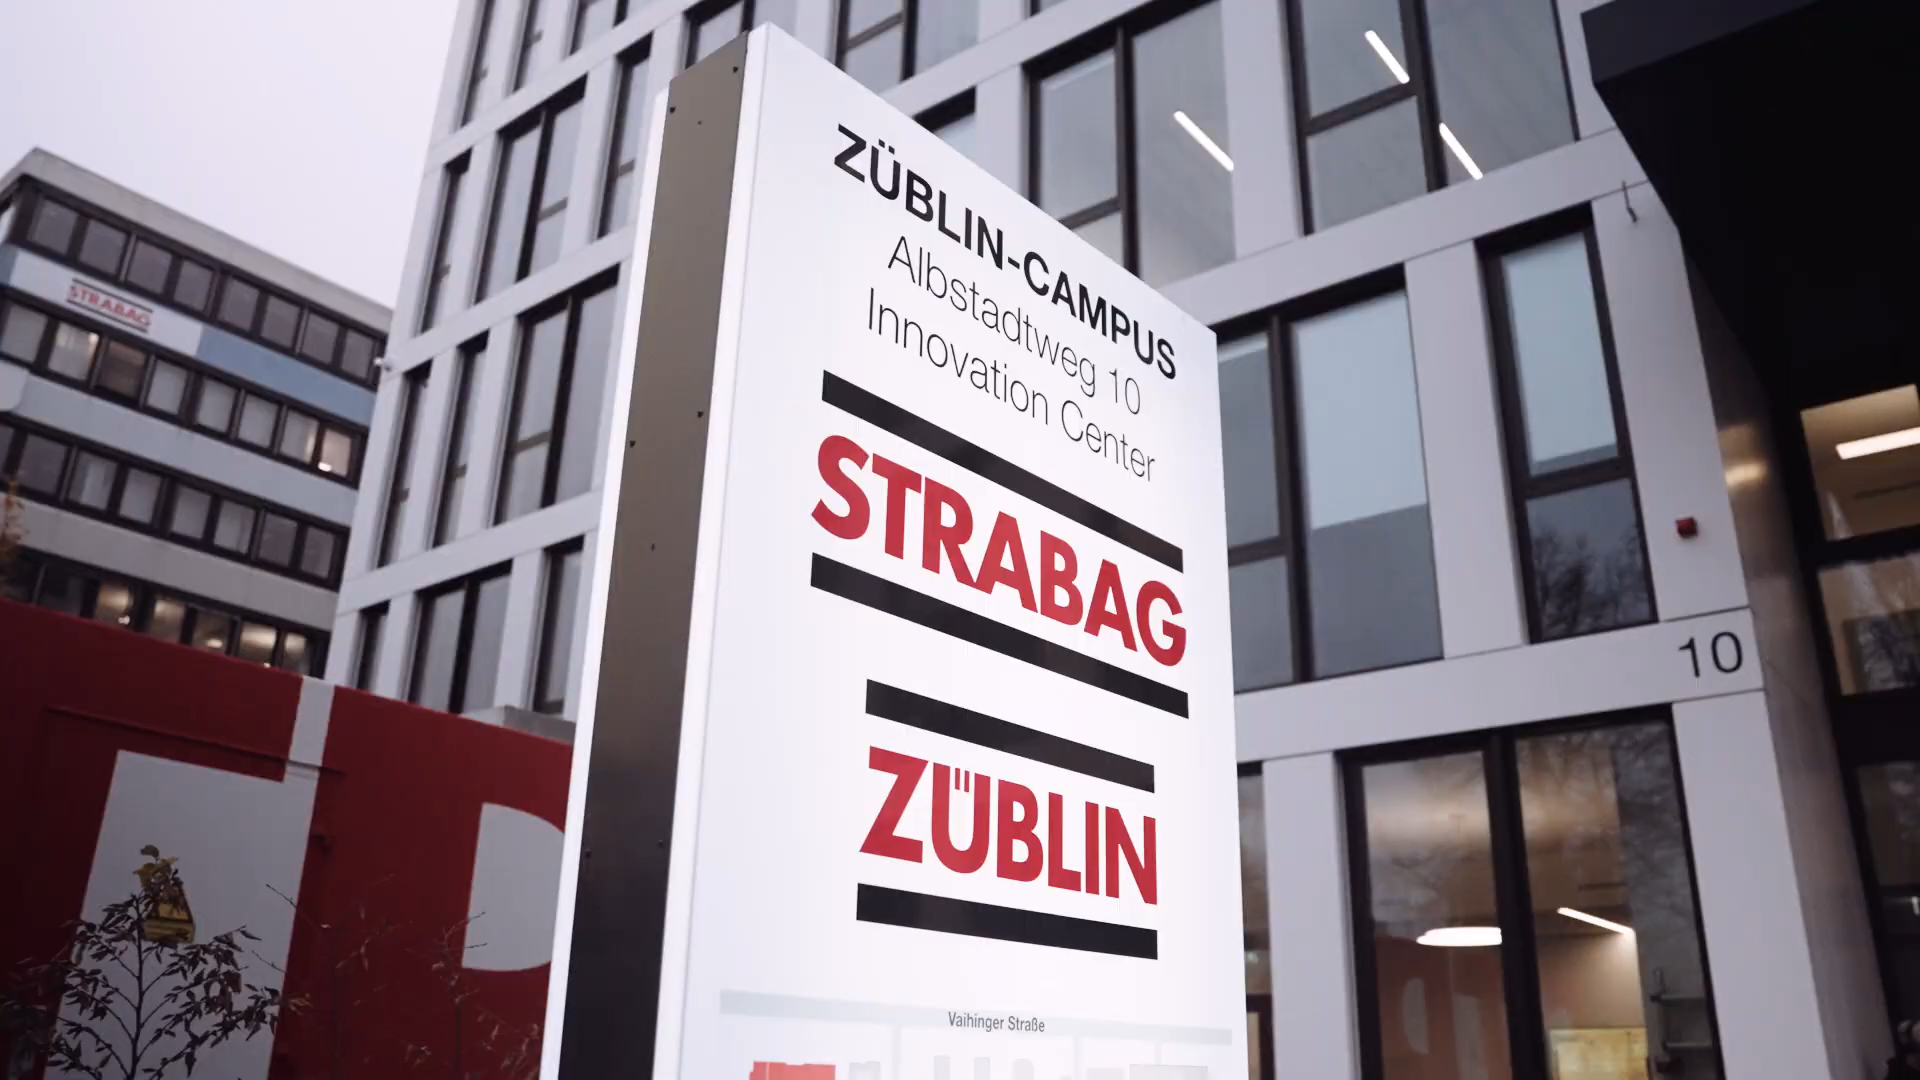 ZÜBLIN-CAMPUS
Albstadtweg 10
Innovation Center
STRABAG
ZÜBLIN
Vaihinger Straße
STRABAG
10